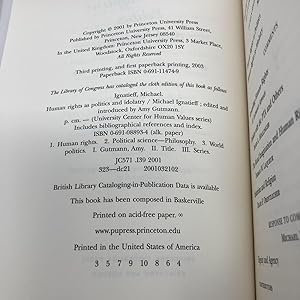 Copyright © 2001 by Princeton University Press
Published by Princeton University Press, 41 William Street,
Princeton, New Jersey 08540
In the United Kingdom: Princeton University Press, 3 Market Place,
Woodstock, Oxfordshire OX20 1SY
All Rights Reserved
Third printing, and first paperback printing, 2003
Paperback ISBN 0-691-11474-9
The Library of Congress has cataloged the cloth edition of this book as follows
Ignatieff, Michael.
Human rights as politics and idolatry / Michael Ignatieff ; edited and
introduced by Amy Gutmann.
p. cm. — (University Center for Human Values series)
Includes bibliographical references and index.
ISBN 0-691-08893-4 (alk. paper)
1. Human rights. 2. Political science—Philosophy. 3. World
politics. I. Gutmann, Amy. II. Title. III. Series.
JC571 .I39 2001
323—dc21 2001032102
British Library Cataloging-in-Publication Data is available
This book has been composed in Baskerville
Printed on acid-free paper. ∞
www.pupress.princeton.edu
Printed in the United States of America
3 5 7 9 10 8 6 4